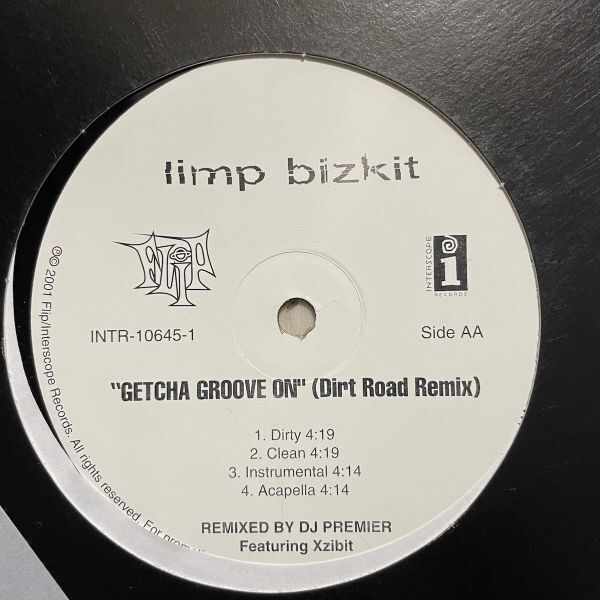 limp bizkit
FLIP
INTERSCOPE
RECORDS
INTR-10645-1
Side AA
"GETCHA GROOVE ON" (Dirt Road Remix)
1. Dirty 4:19
2. Clean 4:19
3. Instrumental 4:14
4. Acapella 4:14
REMIXED BY DJ PREMIER
Featuring Xzibit
℗© 2001 Flip/Interscope Records. All rights reserved. For